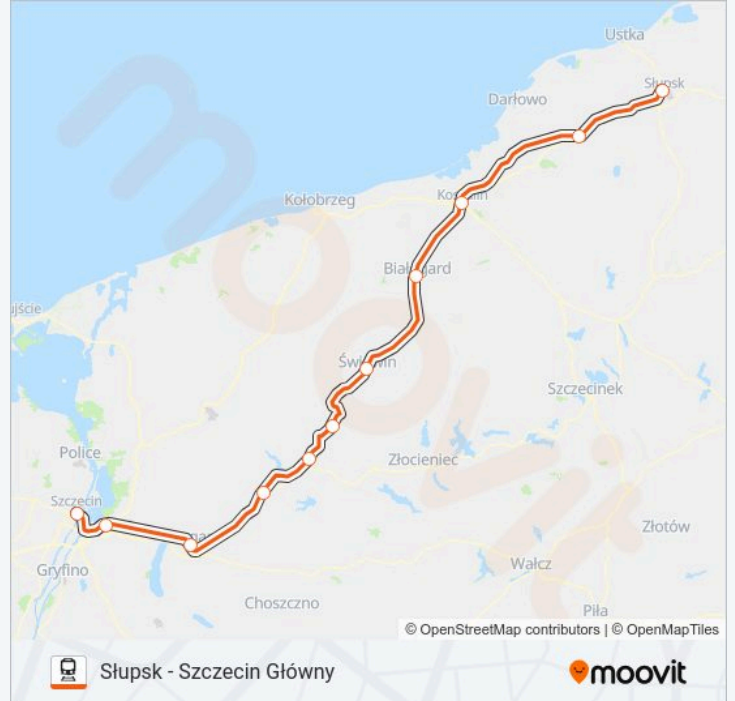 Ustka
Słupsk
Darłowo
Kołobrzeg
Białogard
Świdwin
Szczecinek
Police
Złocieniec
Szczecin
Złotów
Wałcz
Gryfino
Choszczno
Piła
© OpenStreetMap contributors | © OpenMapTiles
Słupsk - Szczecin Główny
moovit